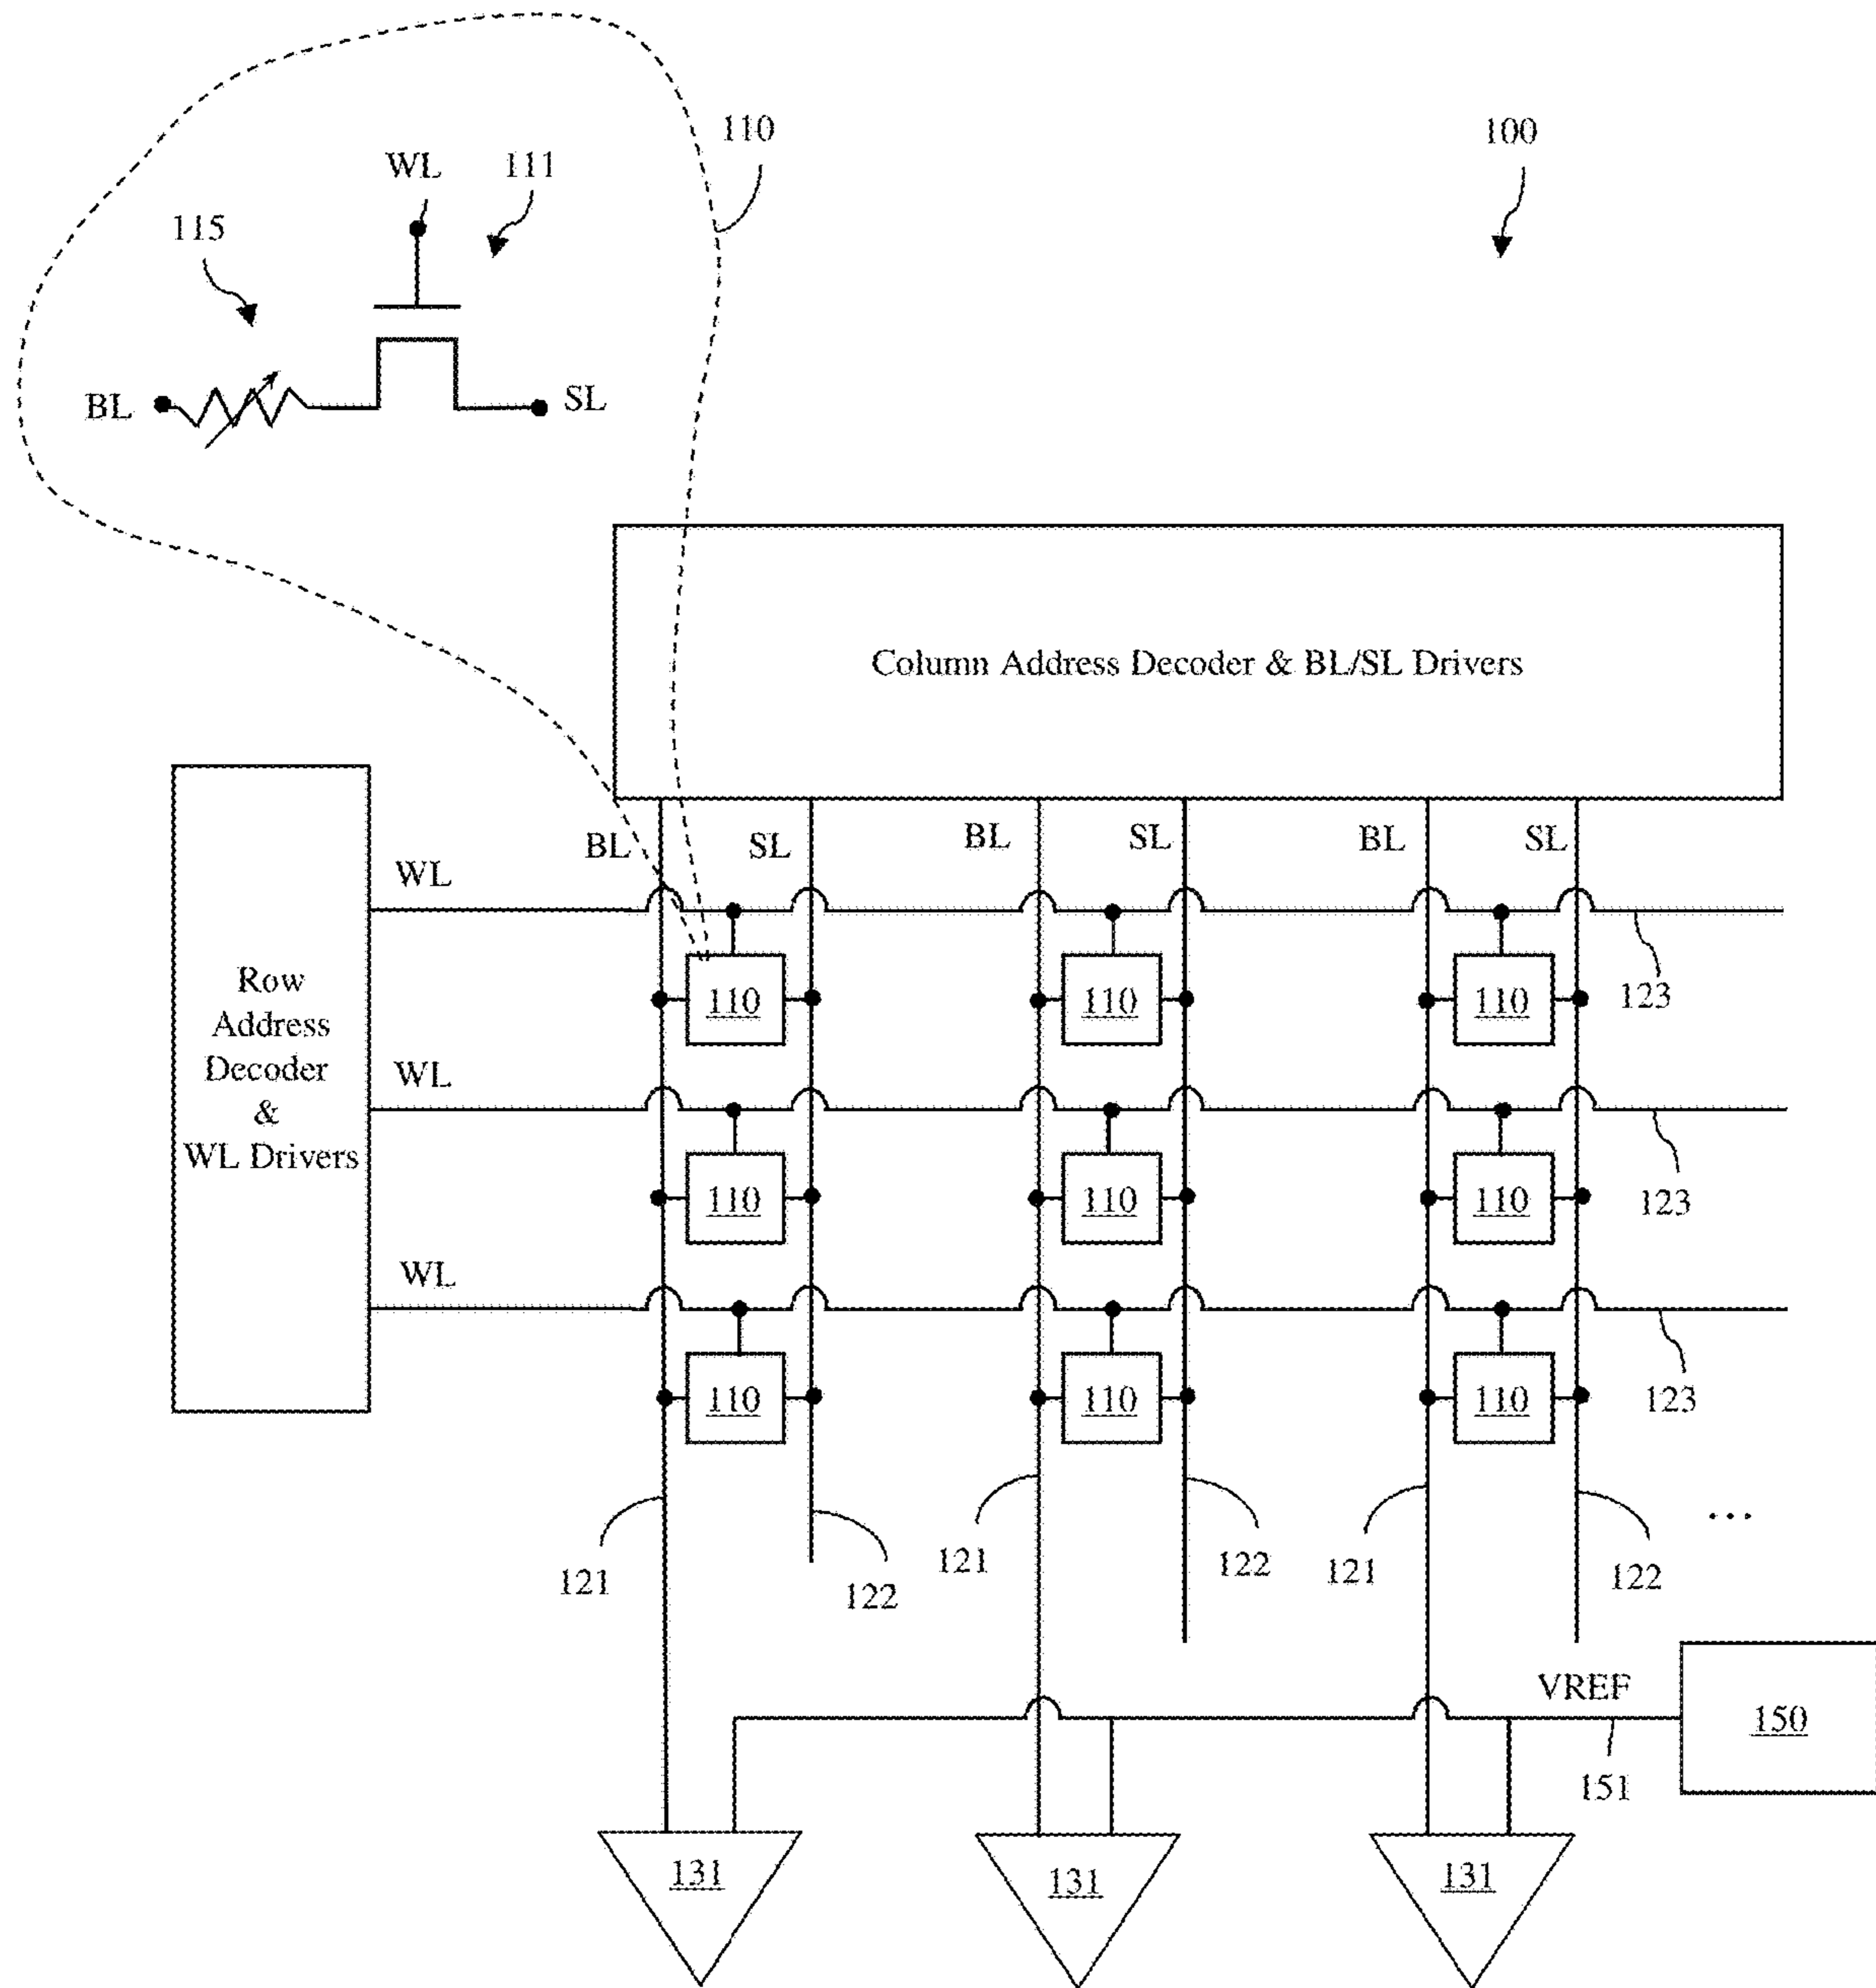 110
100
WL
111
115
BL
SL
Column Address Decoder & BL/SL Drivers
BL
SL
BL
SL
BL
SL
WL
Row
Address
Decoder
&
WL Drivers
110
110
110
123
WL
110
110
110
123
WL
110
110
110
123
121
122
121
122
121
122
...
VREF
150
151
131
131
131